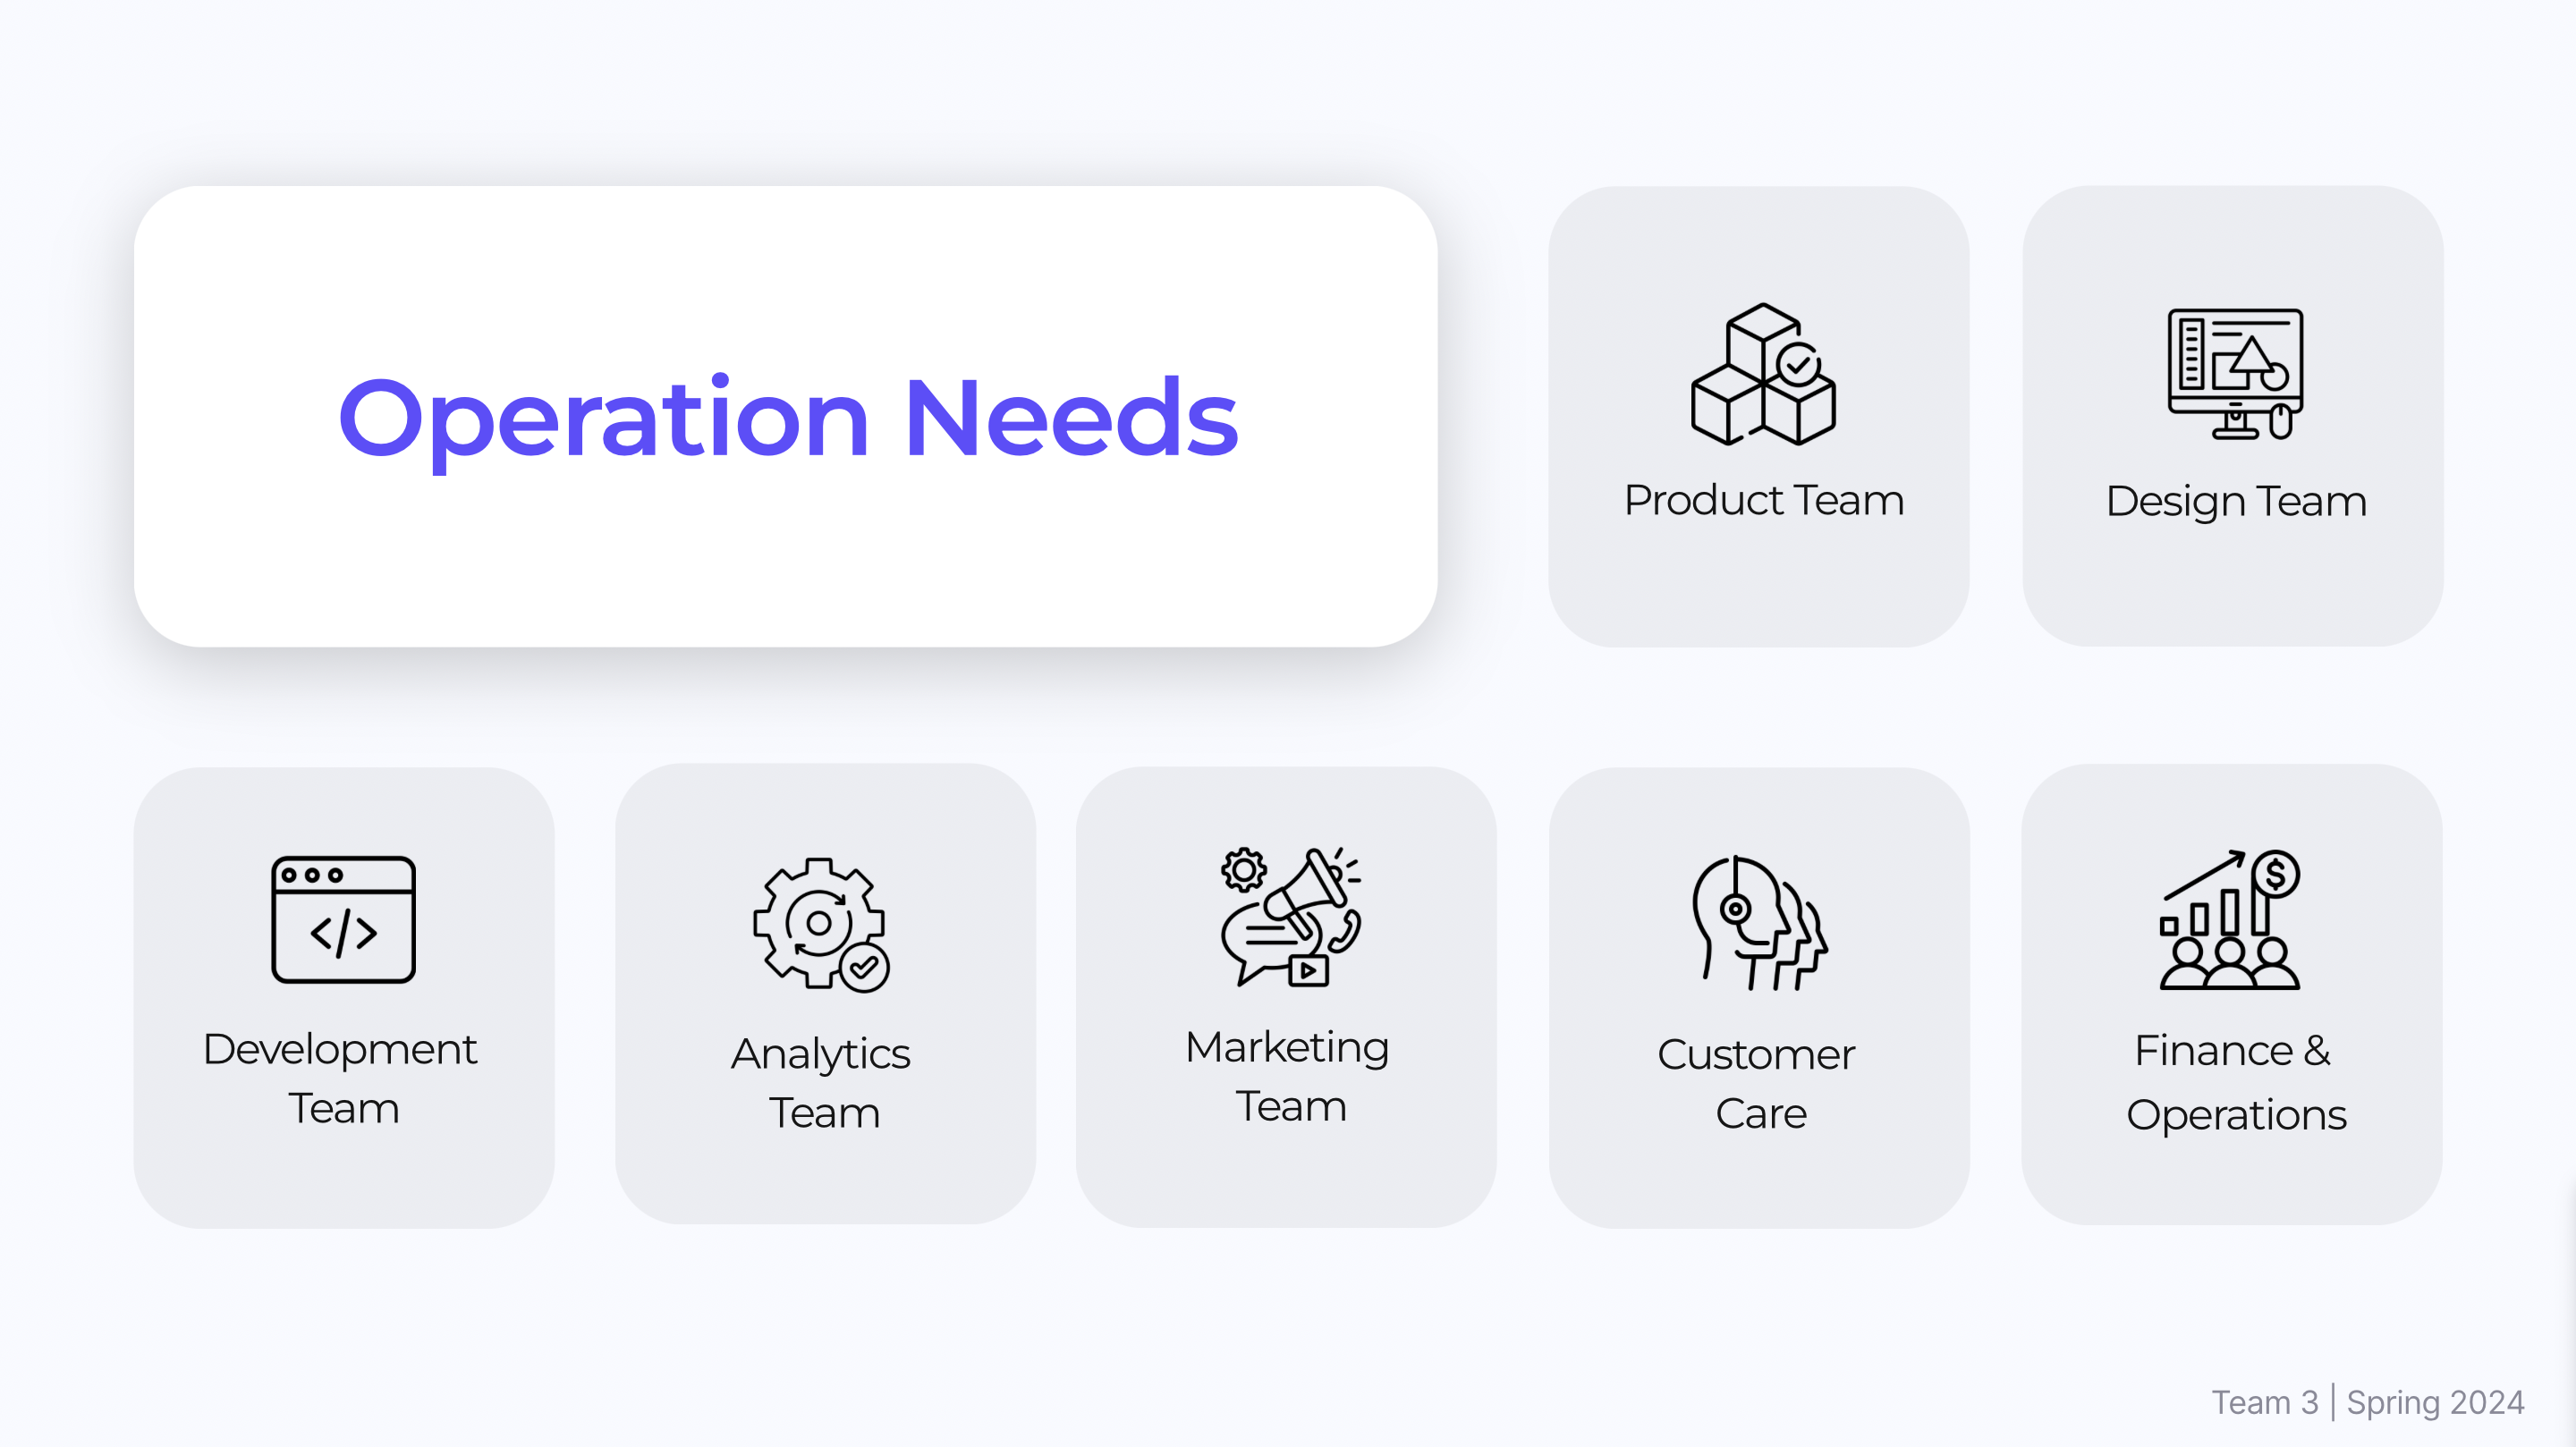 Operation Needs
Product Team
Design Team
Development
Team
Analytics
Team
Marketing
Team
Customer
Care
Finance &
Operations
Team 3 | Spring 2024